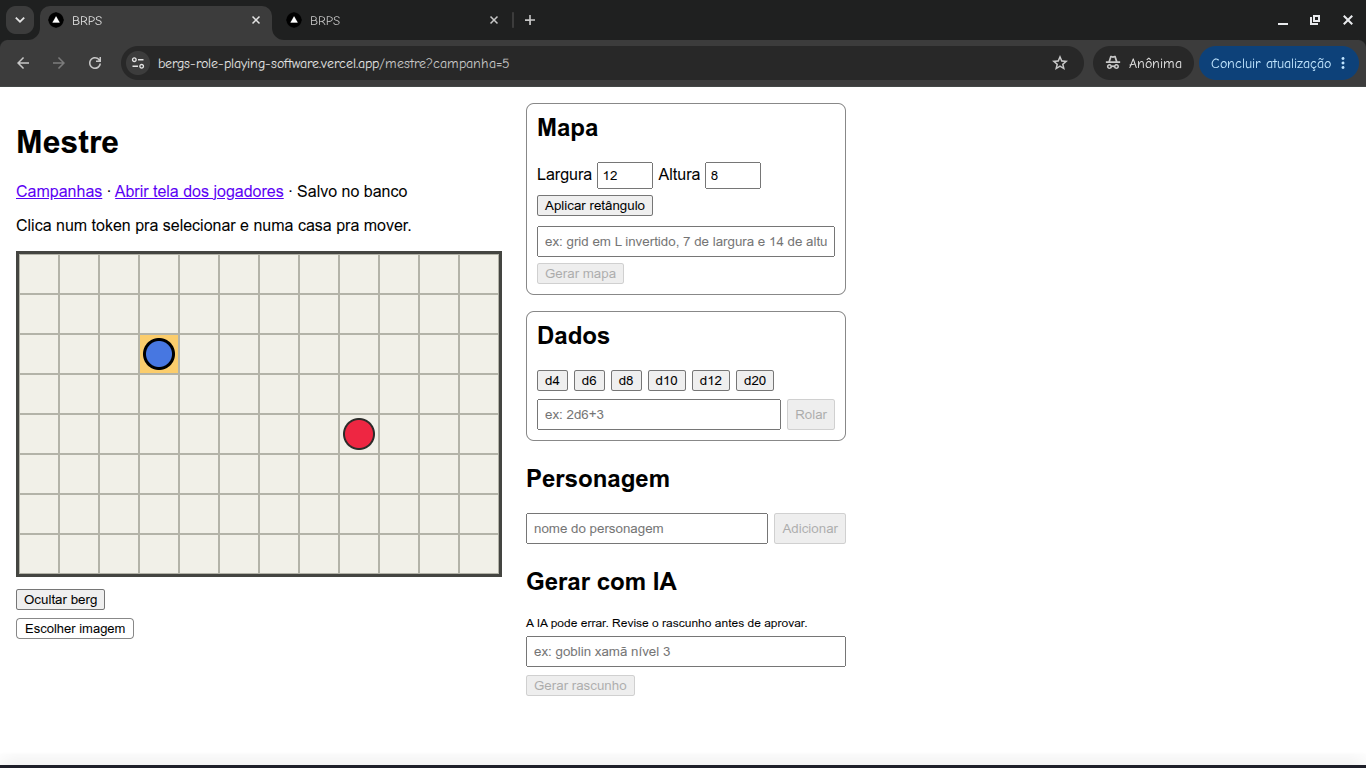 BRPS
BRPS
bergs-role-playing-software.vercel.app/mestre?campanha=5
Anônima
Concluir atualização
Mestre
Campanhas · Abrir tela dos jogadores · Salvo no banco
Clica num token pra selecionar e numa casa pra mover.
Ocultar berg
Escolher imagem
Mapa
Largura 12 Altura 8
Aplicar retângulo
ex: grid em L invertido, 7 de largura e 14 de altu
Gerar mapa
Dados
d4 d6 d8 d10 d12 d20
ex: 2d6+3 Rolar
Personagem
nome do personagem Adicionar
Gerar com IA
A IA pode errar. Revise o rascunho antes de aprovar.
ex: goblin xamã nível 3
Gerar rascunho